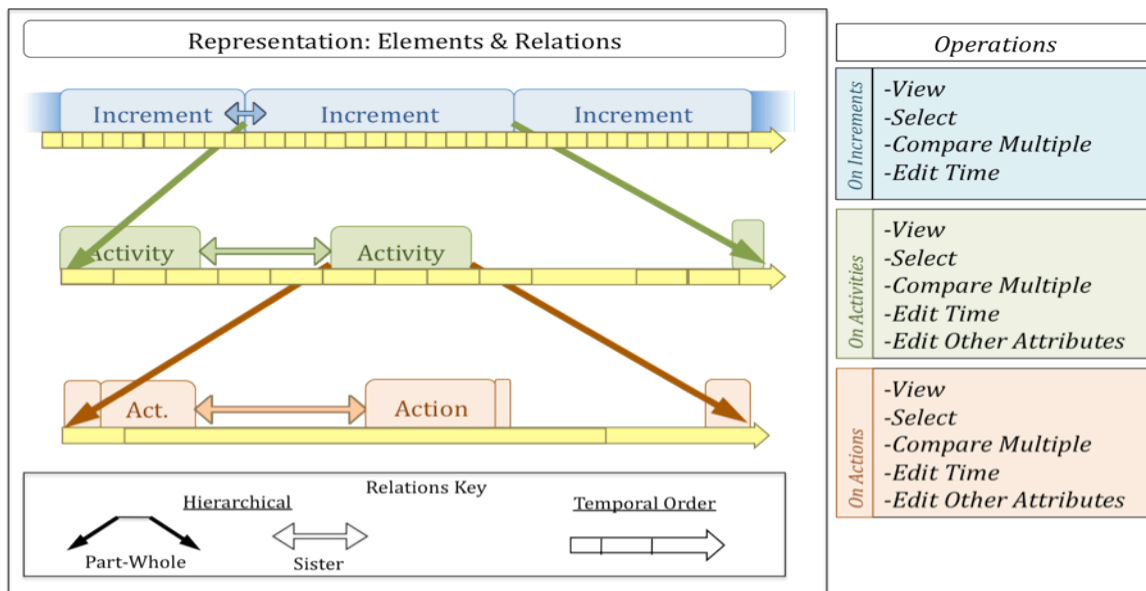 Representation: Elements & Relations
Increment
Increment
Increment
Activity
Activity
Act.
Action
Relations Key
Hierarchical
Temporal Order
Part-Whole
Sister
Operations
On Increments
-View
-Select
-Compare Multiple
-Edit Time
On Activities
-View
-Select
-Compare Multiple
-Edit Time
-Edit Other Attributes
On Actions
-View
-Select
-Compare Multiple
-Edit Time
-Edit Other Attributes